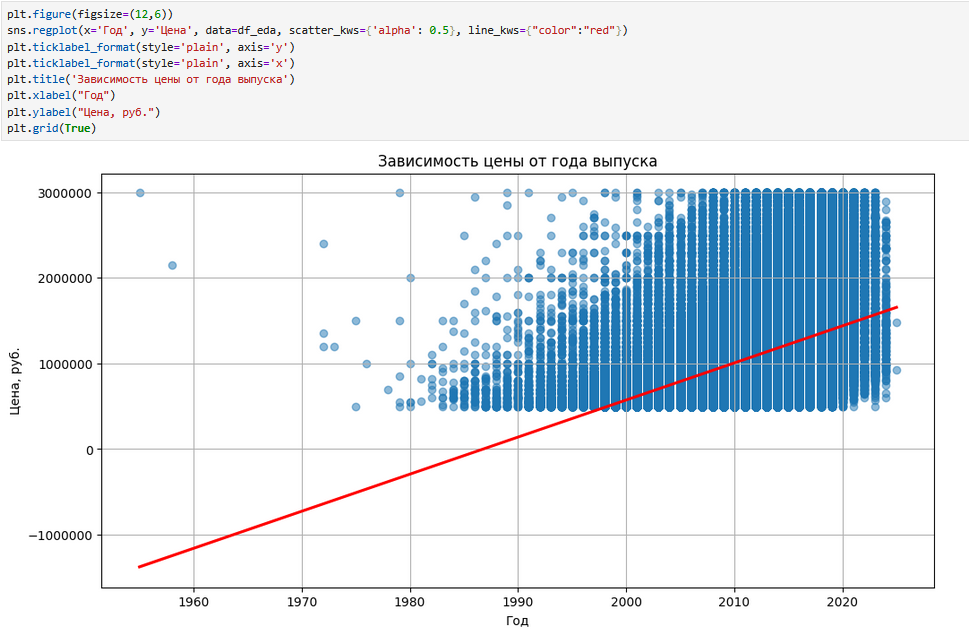 plt.figure(figsize=(12,6))
sns.regplot(x='Год', y='Цена', data=df_eda, scatter_kws={'alpha': 0.5}, line_kws={"color":"red"})
plt.ticklabel_format(style='plain', axis='y')
plt.ticklabel_format(style='plain', axis='x')
plt.title('Зависимость цены от года выпуска')
plt.xlabel("Год")
plt.ylabel("Цена, руб.")
plt.grid(True)
Зависимость цены от года выпуска
3000000
2000000
1000000
0
−1000000
Цена, руб.
1960 1970 1980 1990 2000 2010 2020
Год